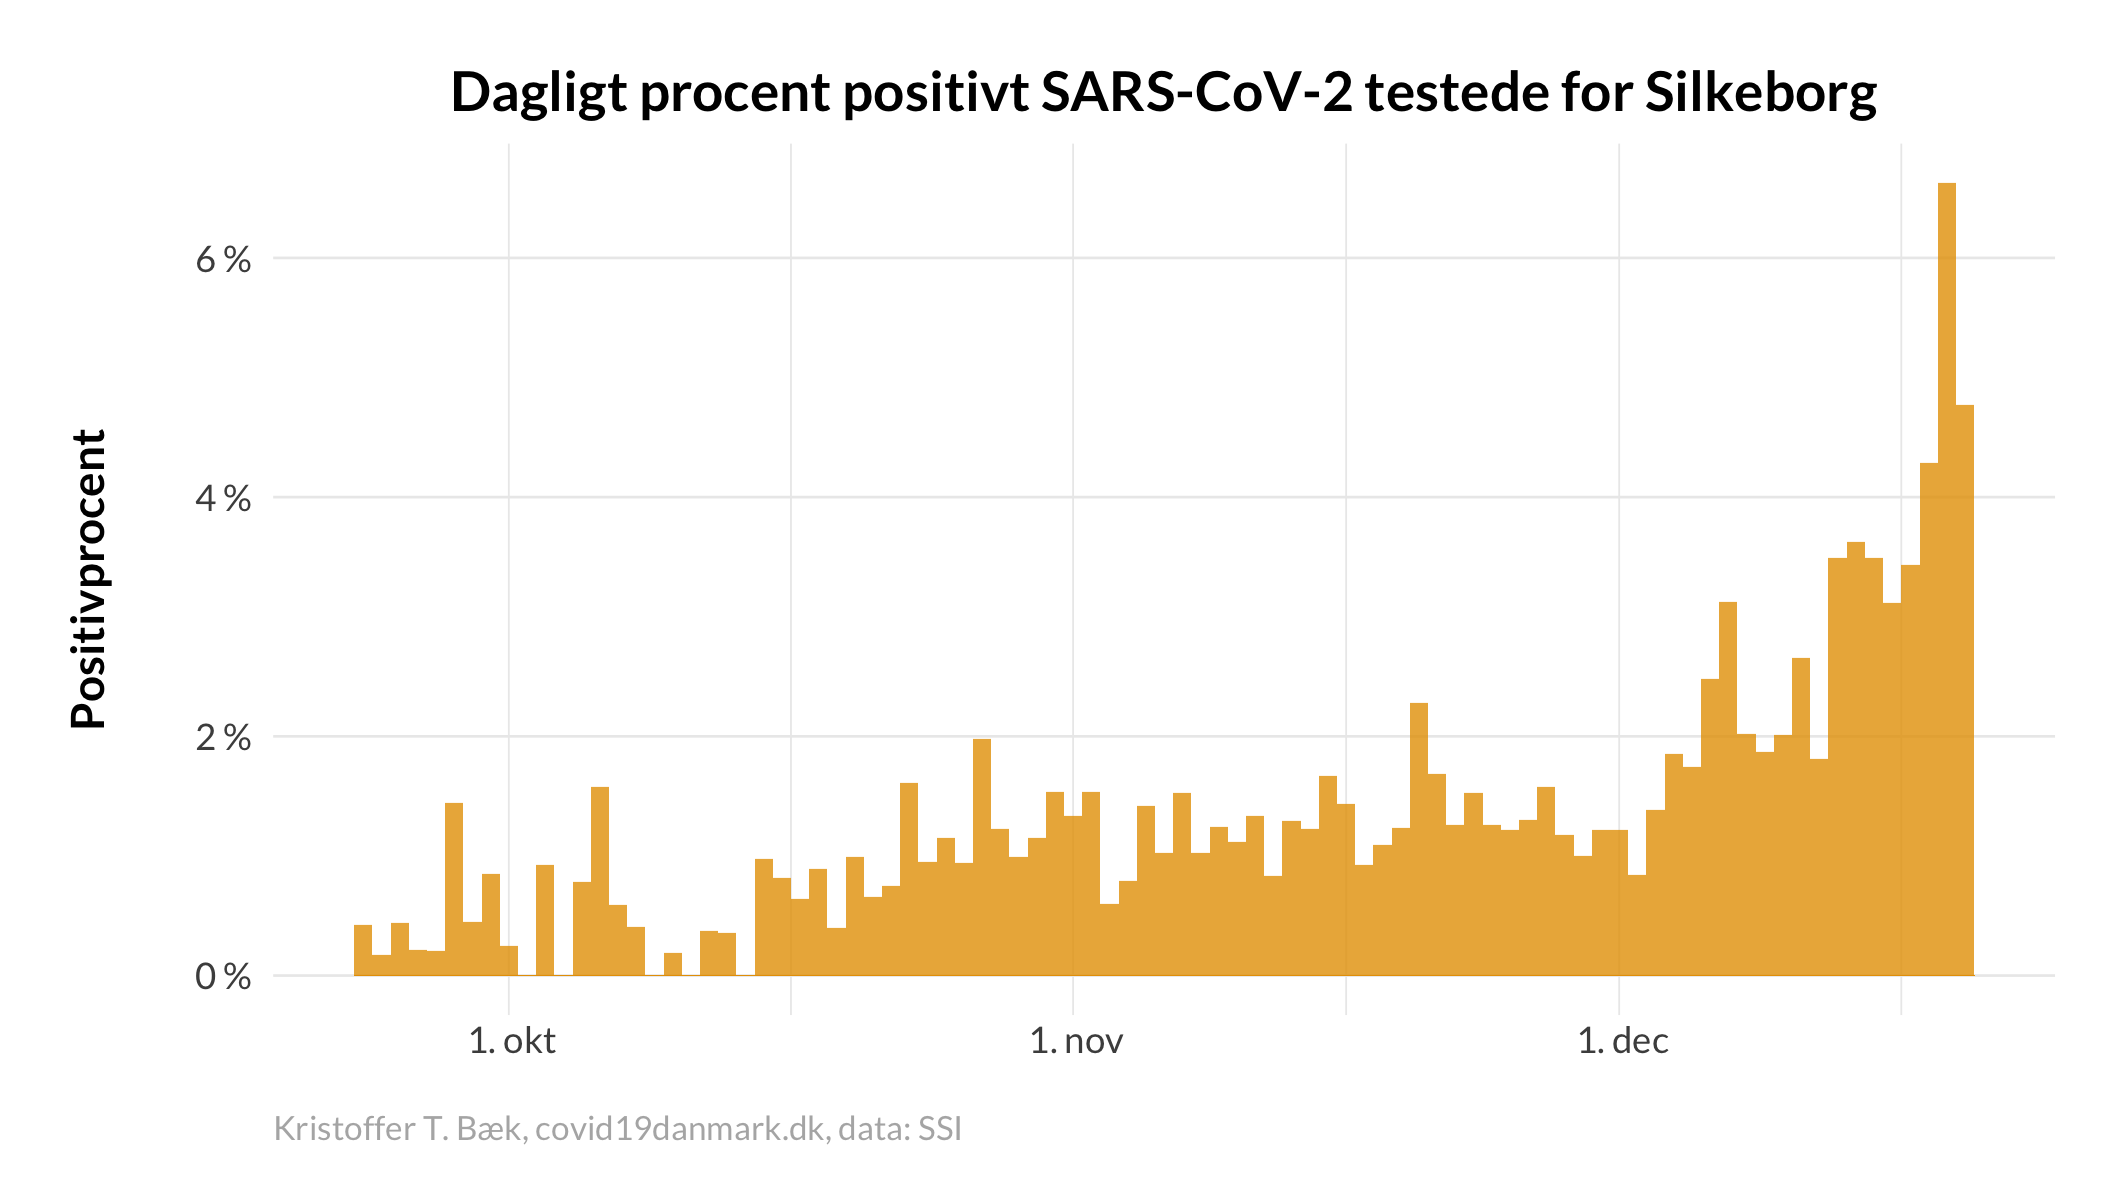 Dagligt procent positivt SARS-CoV-2 testede for Silkeborg
Positivprocent
6 %
4 %
2 %
0 %
1. okt
1. nov
1. dec
Kristoffer T. Bæk, covid19danmark.dk, data: SSI